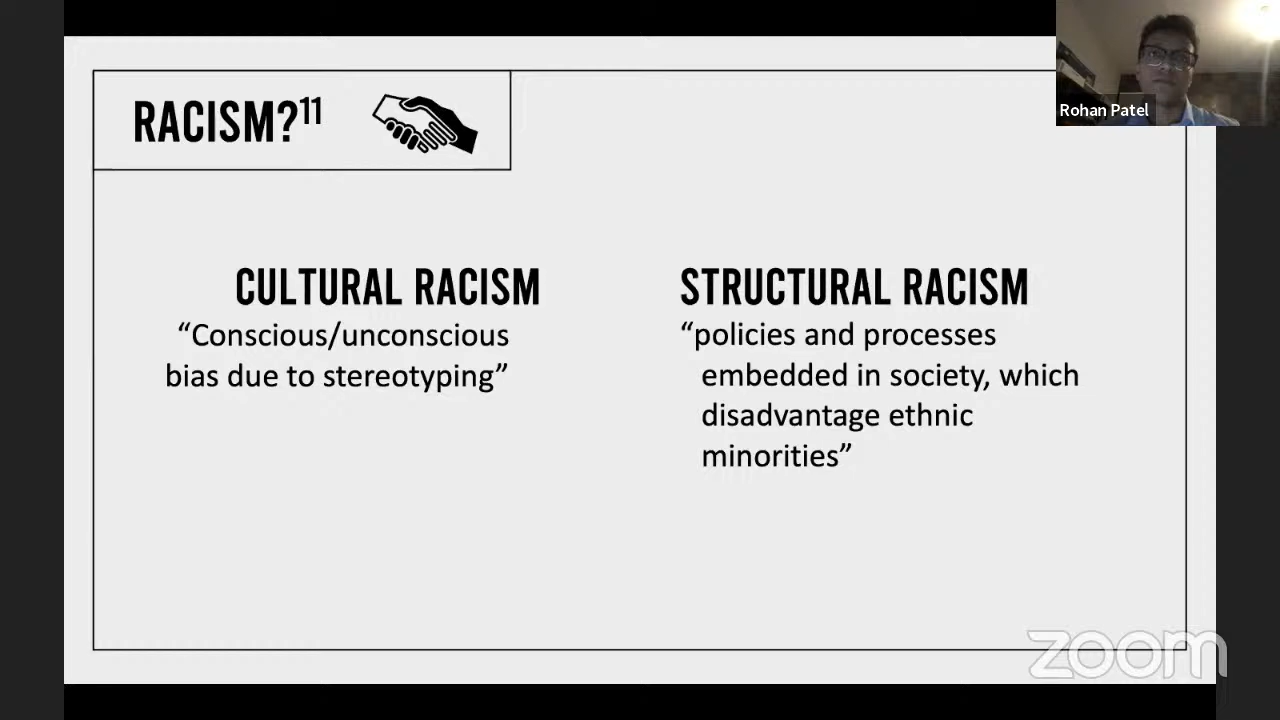 RACISM?¹¹
Rohan Patel
CULTURAL RACISM
“Conscious/unconscious
bias due to stereotyping”
STRUCTURAL RACISM
“policies and processes
embedded in society, which
disadvantage ethnic
minorities”
zoom